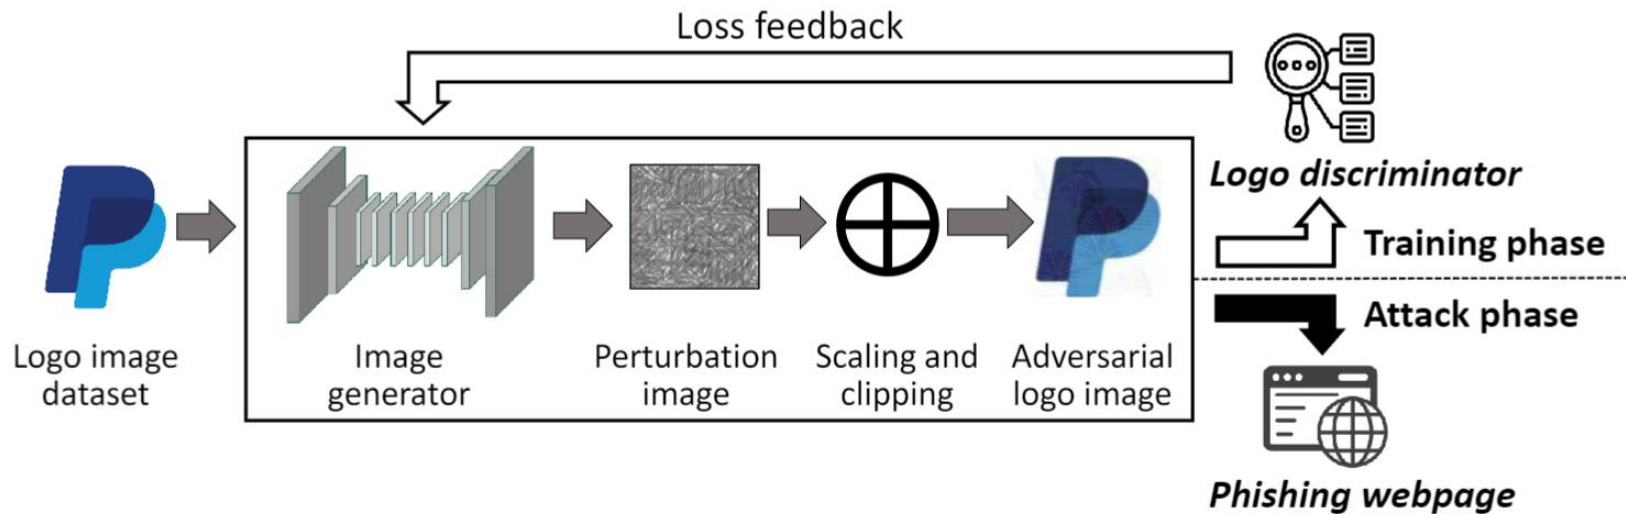 Loss feedback
Logo discriminator
Training phase
Attack phase
Logo image
dataset
Image
generator
Perturbation
image
Scaling and
clipping
Adversarial
logo image
Phishing webpage